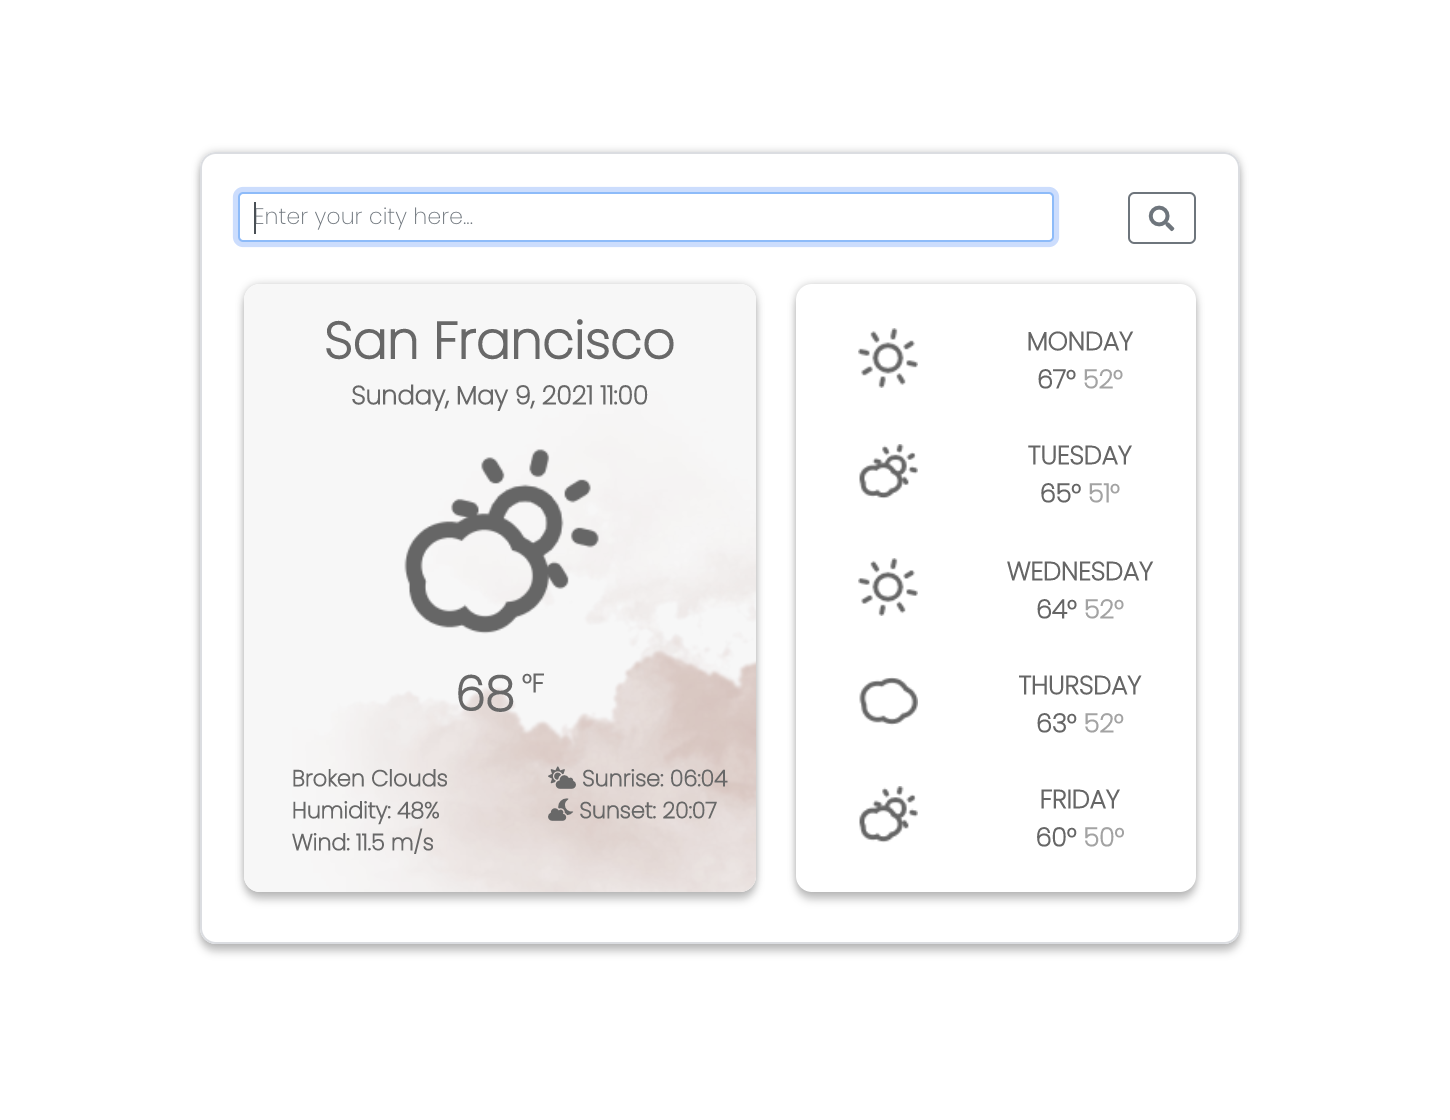 Enter your city here...
San Francisco
Sunday, May 9, 2021 11:00
68 °F
Broken Clouds
Humidity: 48%
Wind: 11.5 m/s
Sunrise: 06:04
Sunset: 20:07
MONDAY
67° 52°
TUESDAY
65° 51°
WEDNESDAY
64° 52°
THURSDAY
63° 52°
FRIDAY
60° 50°